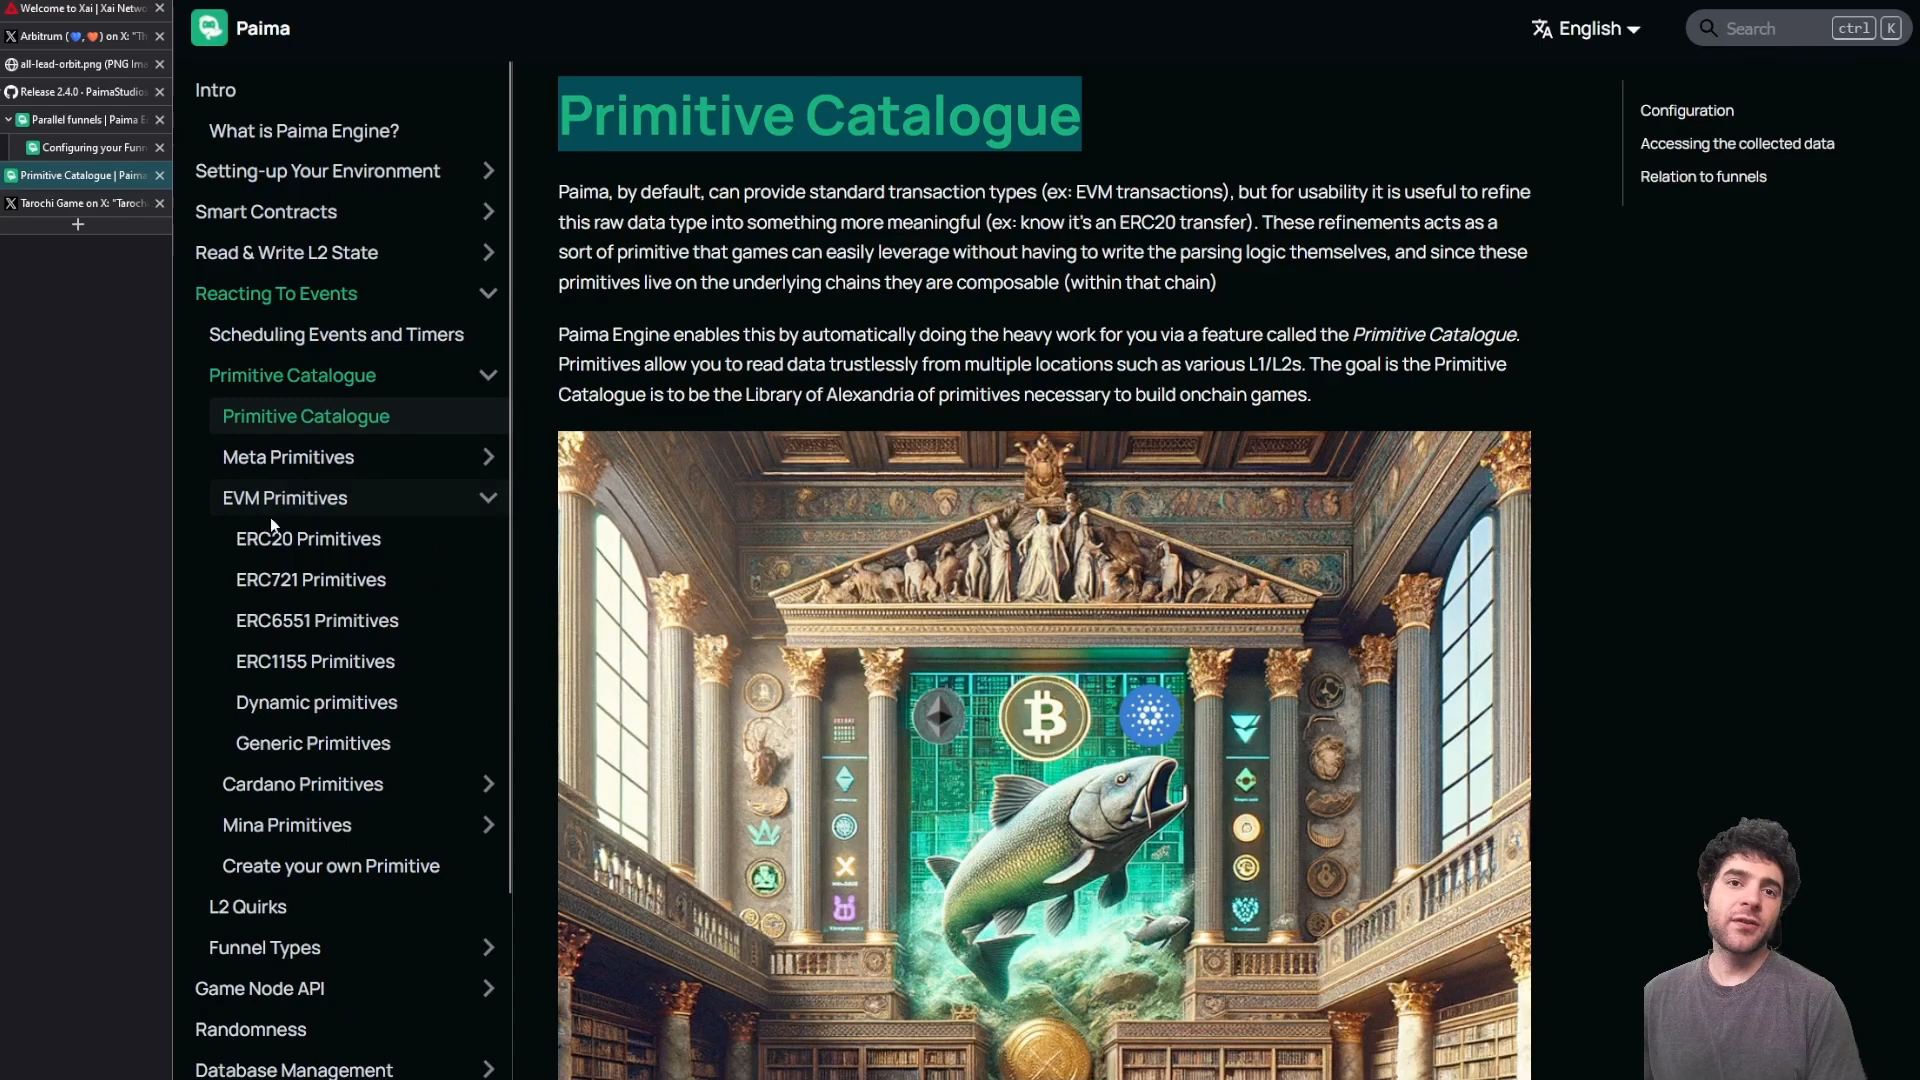 Welcome to Xai | Xai Netwo
Arbitrum (💙,🧡) on X: "Th
all-lead-orbit.png (PNG Ima
Release 2.4.0 · PaimaStudios
Parallel funnels | Paima E
Configuring your Funn
Primitive Catalogue | Paima
Tarochi Game on X: "Taroch
Paima
English
Search
ctrl K
Intro
What is Paima Engine?
Setting-up Your Environment
Smart Contracts
Read & Write L2 State
Reacting To Events
Scheduling Events and Timers
Primitive Catalogue
Primitive Catalogue
Meta Primitives
EVM Primitives
ERC20 Primitives
ERC721 Primitives
ERC6551 Primitives
ERC1155 Primitives
Dynamic primitives
Generic Primitives
Cardano Primitives
Mina Primitives
Create your own Primitive
L2 Quirks
Funnel Types
Game Node API
Randomness
Database Management
Primitive Catalogue
Paima, by default, can provide standard transaction types (ex: EVM transactions), but for usability it is useful to refine
this raw data type into something more meaningful (ex: know it's an ERC20 transfer). These refinements acts as a
sort of primitive that games can easily leverage without having to write the parsing logic themselves, and since these
primitives live on the underlying chains they are composable (within that chain)
Paima Engine enables this by automatically doing the heavy work for you via a feature called the Primitive Catalogue.
Primitives allow you to read data trustlessly from multiple locations such as various L1/L2s. The goal is the Primitive
Catalogue is to be the Library of Alexandria of primitives necessary to build onchain games.
Configuration
Accessing the collected data
Relation to funnels